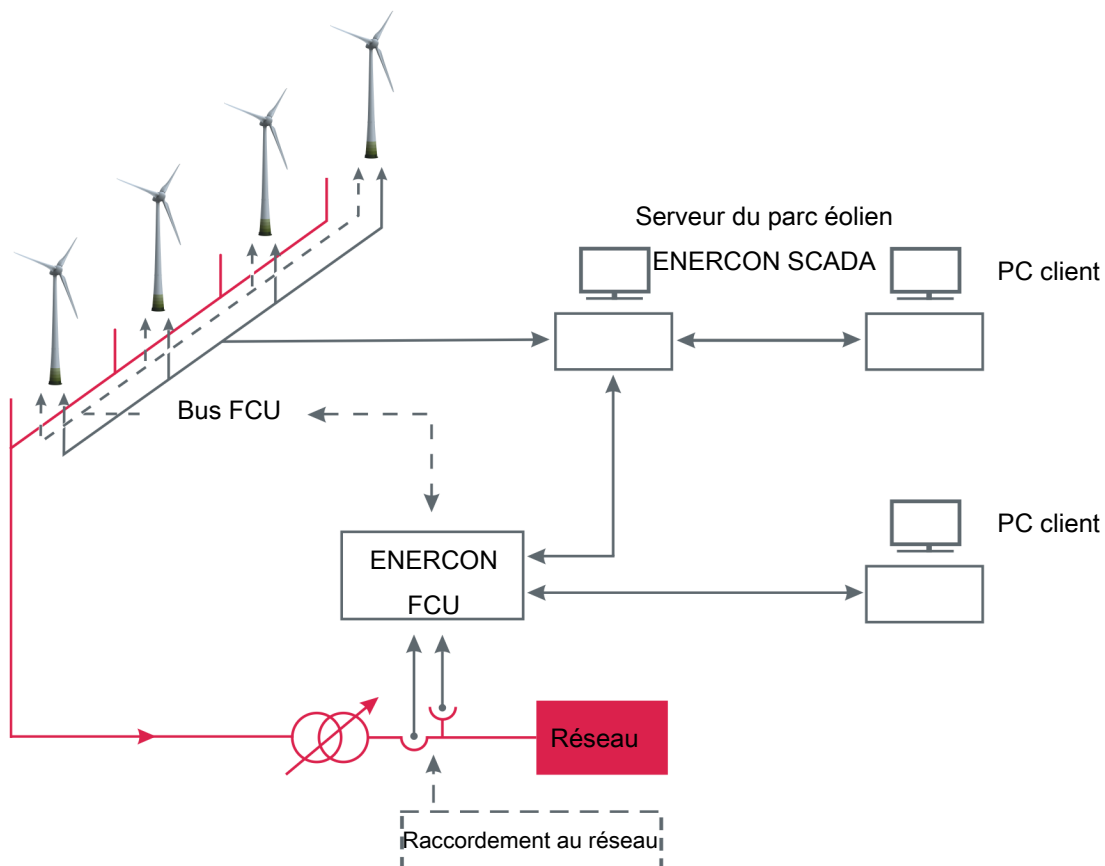 Serveur du parc éolien
ENERCON SCADA
PC client
Bus FCU
PC client
ENERCON
FCU
Réseau
Raccordement au réseau